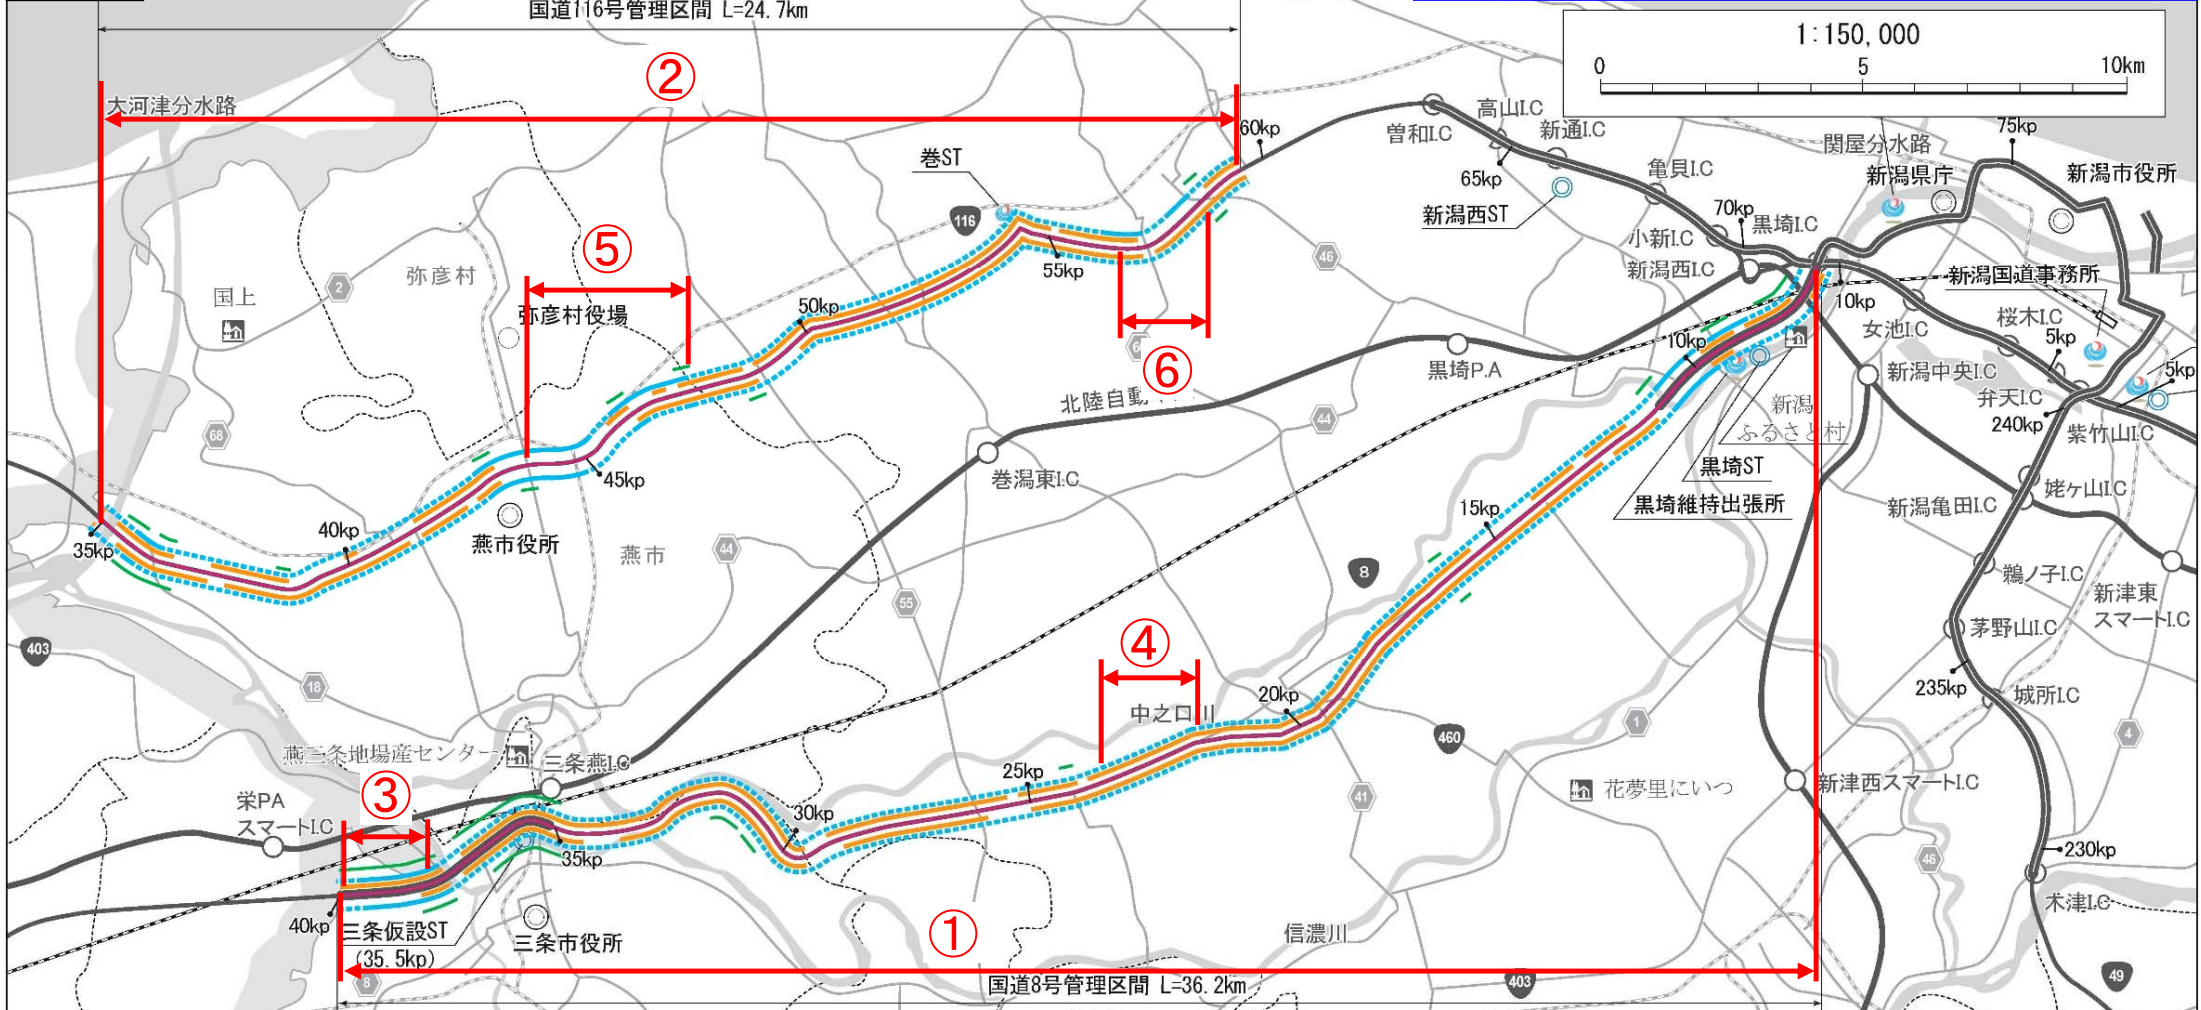 国道116号管理区間 L=24.7km
1:150,000
0
5
10km
②
大河津分水路
60kp
高山I.C
新通I.C
曽和I.C
65kp
関屋分水路
75kp
巻ST
亀貝I.C
新潟県庁
新潟市役所
新潟西ST
70kp
黒埼I.C
116
小新I.C
⑤
弥彦村
46
55kp
新潟西I.C
新潟国道事務所
2
国上
50kp
10kp
弥彦村役場
女池I.C
桜木I.C
5kp
6
⑥
10kp
黒埼P.A
新潟中央I.C
5kp
北陸自動
弁天I.C
新潟
ふるさと村
240kp
紫竹山I.C
44
68
45kp
巻潟東I.C
黒埼ST
姥ヶ山I.C
黒埼維持出張所
新潟亀田I.C
15kp
40kp
35kp
燕市役所
燕市
44
8
鵜ノ子I.C
新津東
スマートI.C
55
403
④
茅野山I.C
18
20kp
235kp
城所I.C
中之口川
1
460
4
燕三条地場産センター
三条燕I.C
25kp
③
新津西スマートI.C
花夢里にいつ
41
栄PA
スマートI.C
30kp
35kp
230kp
46
木津I.C
40kp
三条仮設ST
(35.5kp)
三条市役所
①
信濃川
8
国道8号管理区間 L=36.2km
403
49